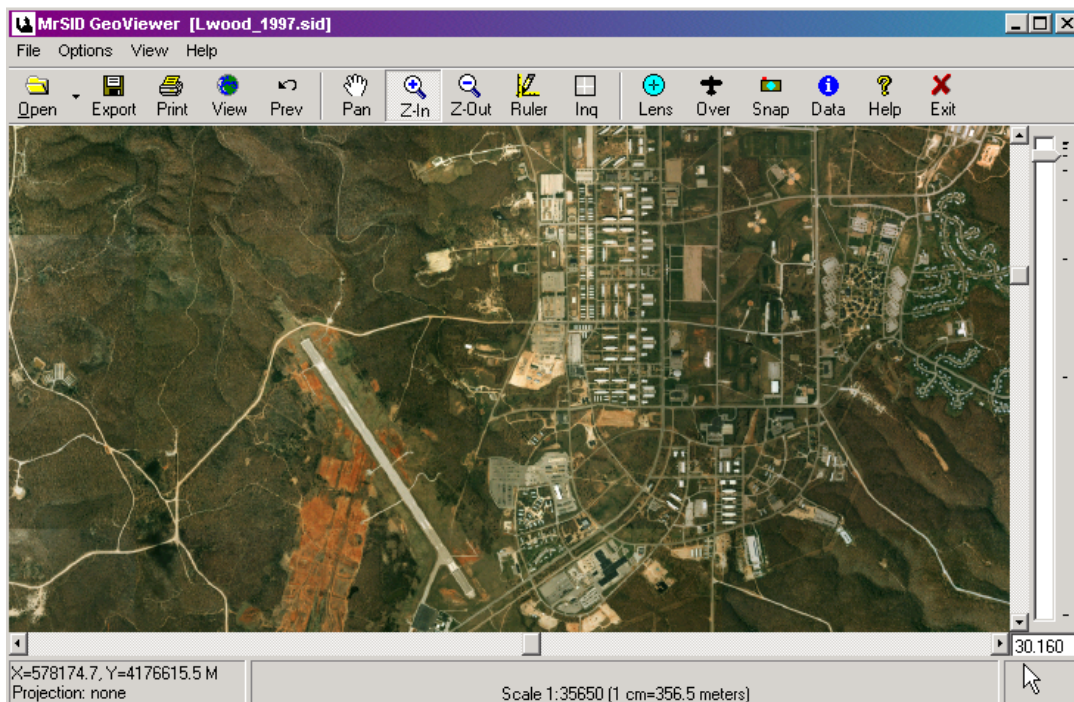 MrSID GeoViewer [Lwood_1997.sid]
File Options View Help
Open Export Print View Prev Pan Z-In Z-Out Ruler Inq Lens Over Snap Data Help Exit
30.160
X=578174.7, Y=4176615.5 M
Projection: none
Scale 1:35650 (1 cm=356.5 meters)